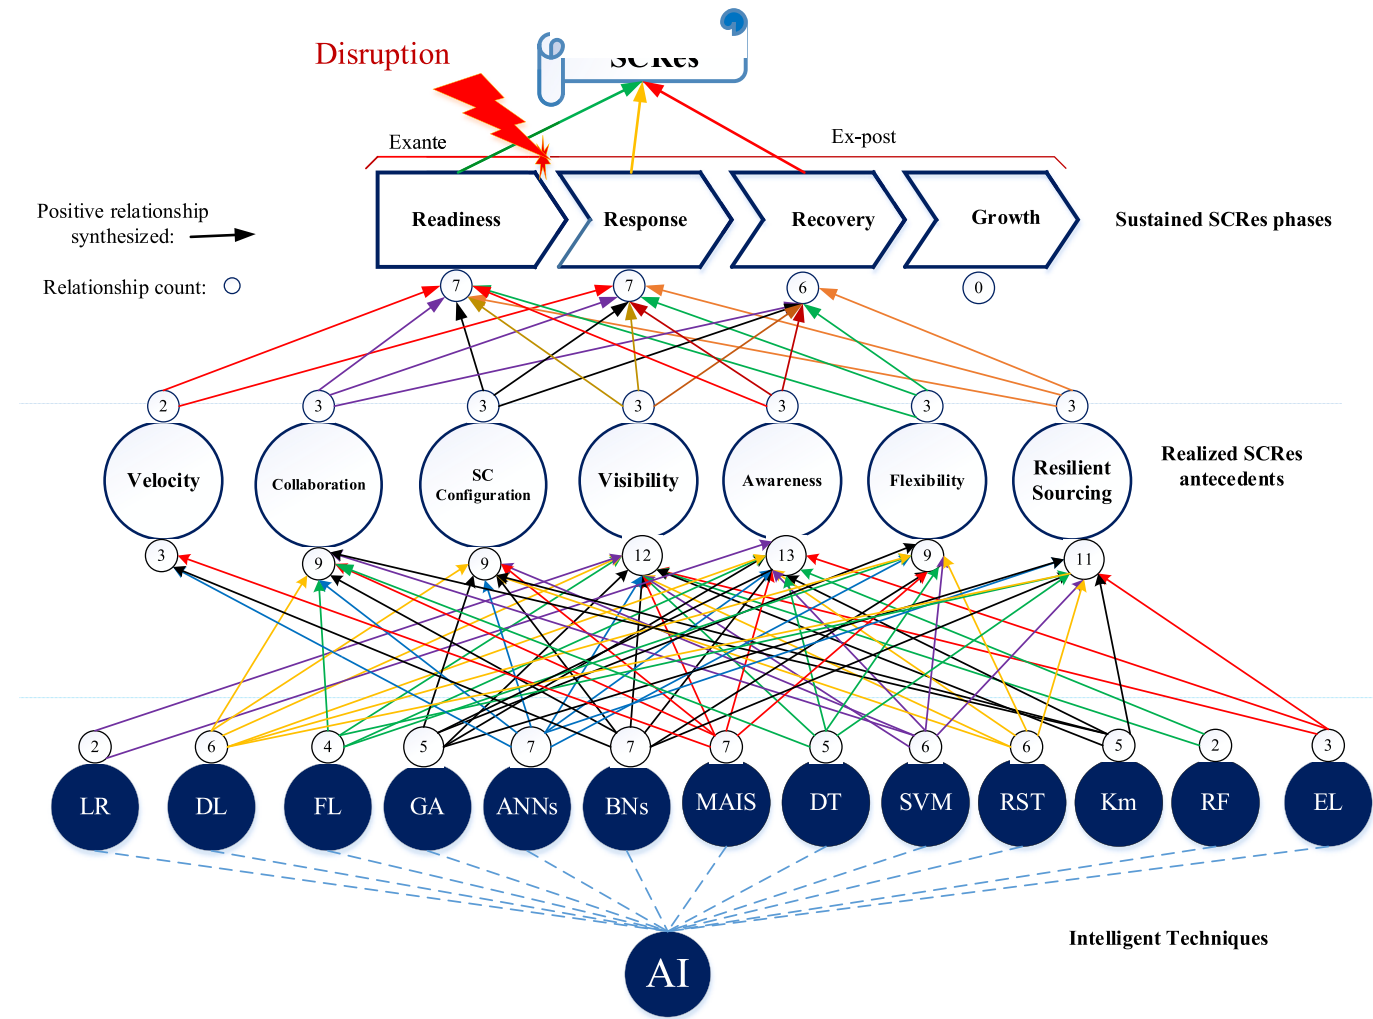 SCRes
Disruption
Exante
Ex-post
Positive relationship
synthesized:
Readiness
Response
Recovery
Growth
Sustained SCRes phases
Relationship count:
7
7
6
0
2
3
3
3
3
3
3
Velocity
Collaboration
SC
Configuration
Visibility
Awareness
Flexibility
Resilient
Sourcing
Realized SCRes
antecedents
3
9
9
12
13
9
11
2
6
4
5
7
7
7
5
6
6
5
2
3
LR
DL
FL
GA
ANNs
BNs
MAIS
DT
SVM
RST
Km
RF
EL
AI
Intelligent Techniques